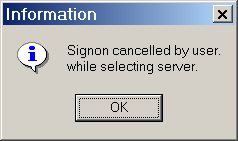 Information
Signon cancelled by user.
while selecting server.
OK